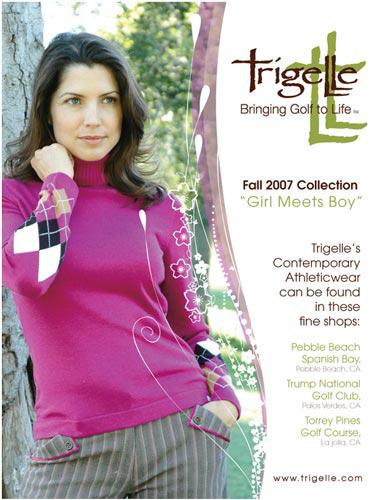 trigelle
Bringing Golf to Life™
Fall 2007 Collection
"Girl Meets Boy"
Trigelle's
Contemporary
Athleticwear
can be found
in these
fine shops:
Pebble Beach
Spanish Bay,
Pebble Beach, CA
Trump National
Golf Club,
Palos Verdes, CA
Torrey Pines
Golf Course,
La jolla, CA
www.trigelle.com